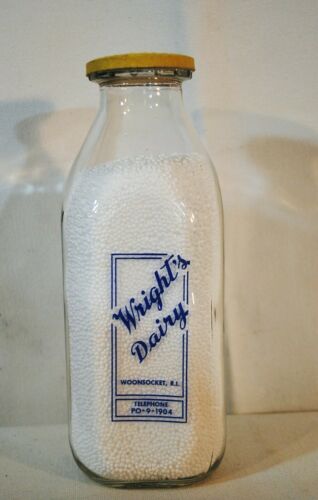 Wright's
Dairy
WOONSOCKET, R.I.
TELEPHONE
PO-9-1904